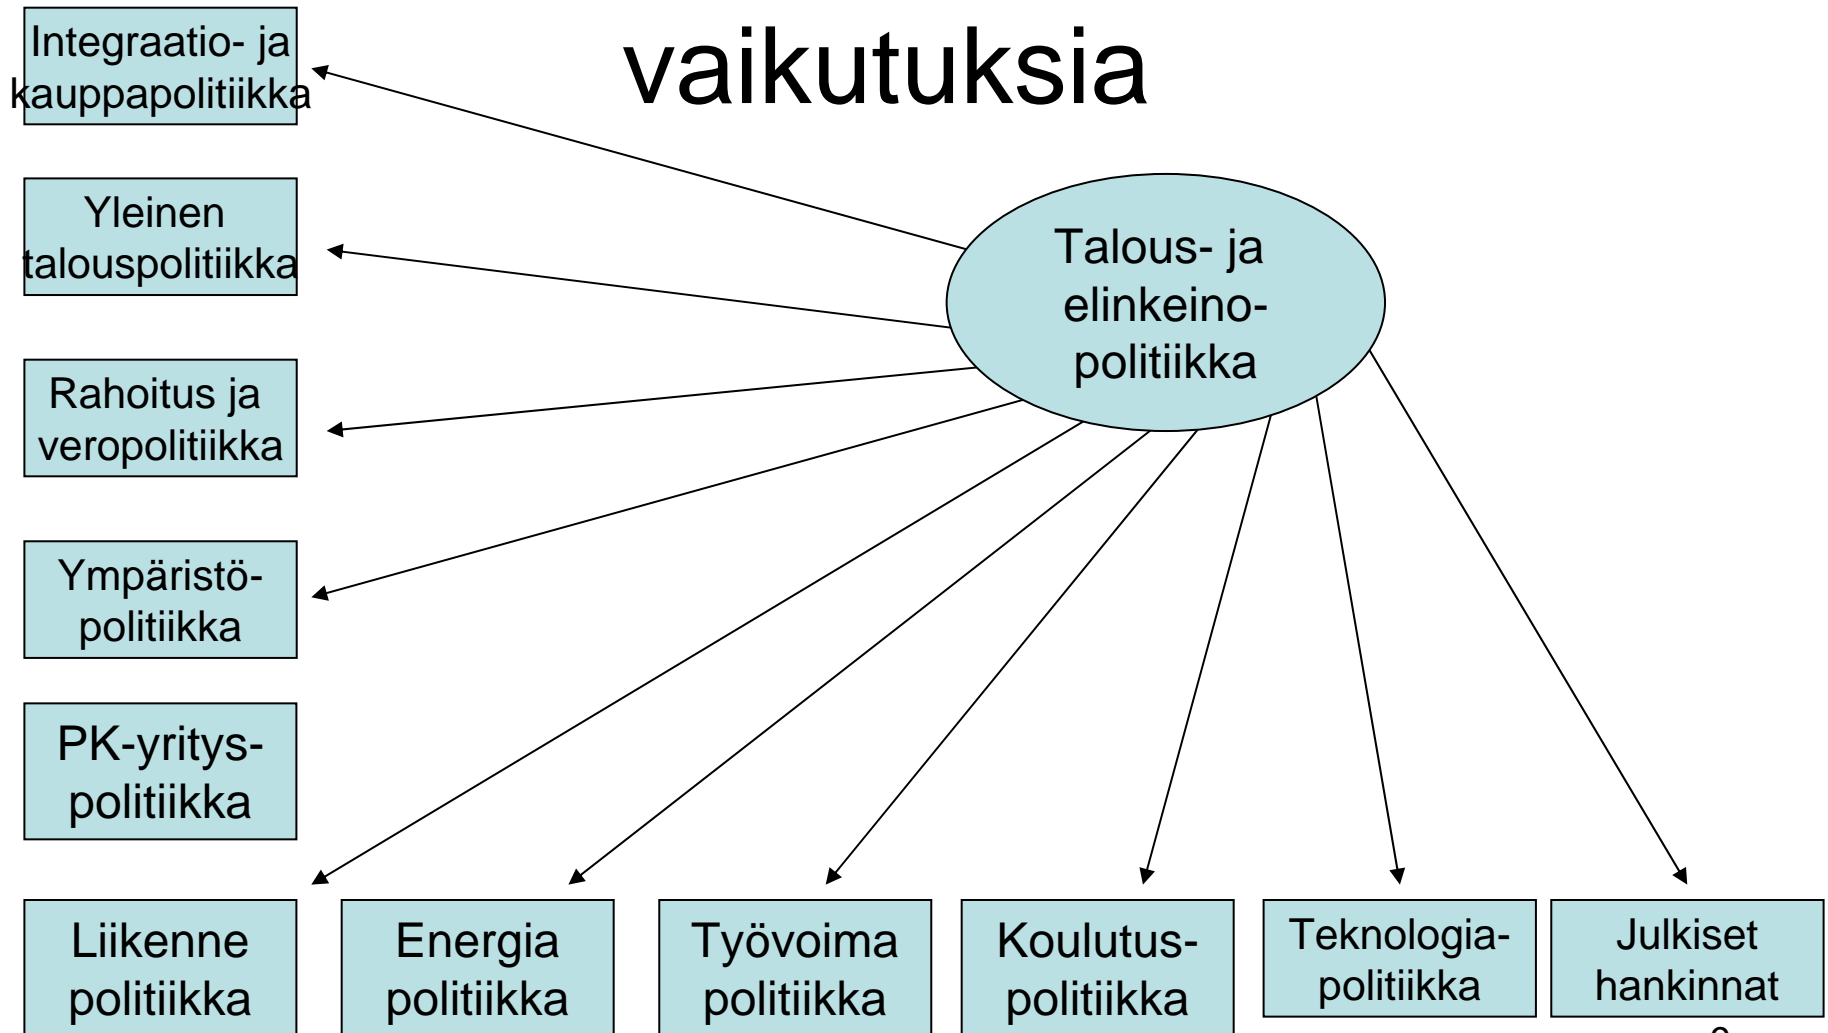 vaikutuksia
Integraatio- ja
kauppapolitiikka
Yleinen
talouspolitiikka
Talous- ja
elinkeino-
politiikka
Rahoitus ja
veropolitiikka
Ympäristö-
politiikka
PK-yritys-
politiikka
Liikenne
politiikka
Energia
politiikka
Työvoima
politiikka
Koulutus-
politiikka
Teknologia-
politiikka
Julkiset
hankinnat